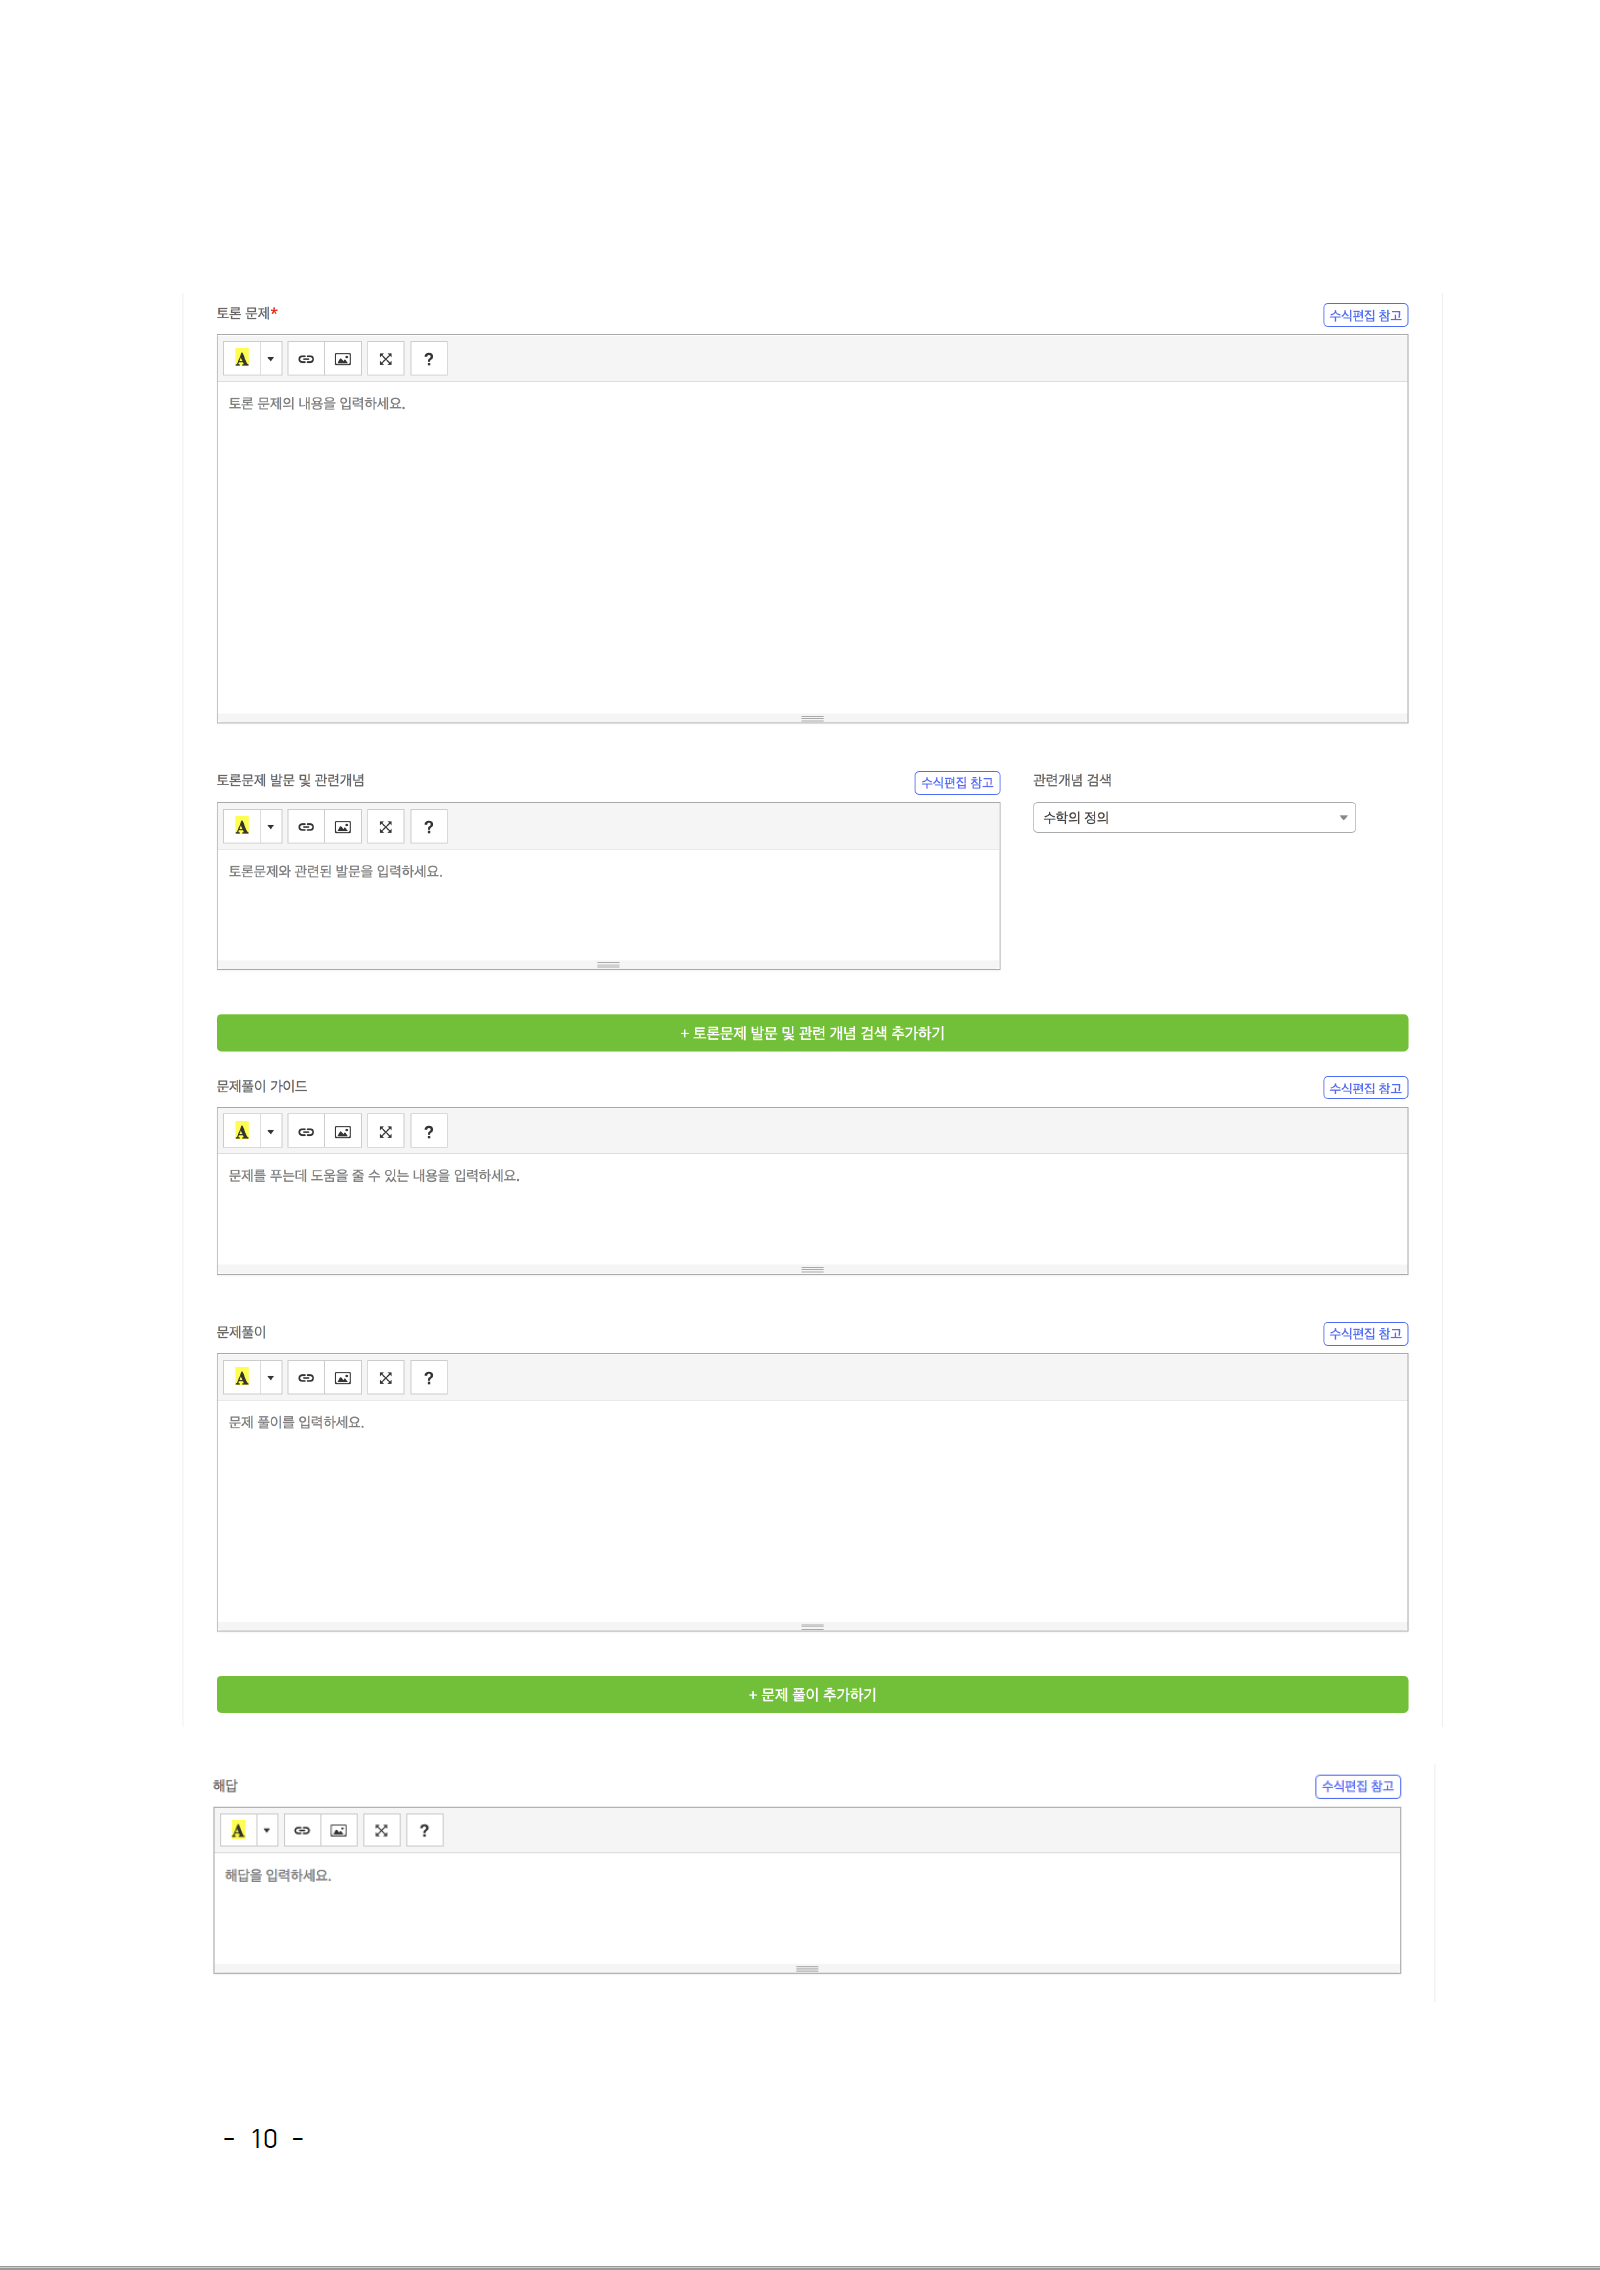 토론 문제*
수식편집 참고
A
?
토론 문제의 내용을 입력하세요.
토론문제 발문 및 관련개념
수식편집 참고
관련개념 검색
A
?
수학의 정의
토론문제와 관련된 발문을 입력하세요.
+ 토론문제 발문 및 관련 개념 검색 추가하기
문제풀이 가이드
수식편집 참고
A
?
문제를 푸는데 도움을 줄 수 있는 내용을 입력하세요.
문제풀이
수식편집 참고
A
?
문제 풀이를 입력하세요.
+ 문제 풀이 추가하기
해답
수식편집 참고
A
?
해답을 입력하세요.
- 10 -